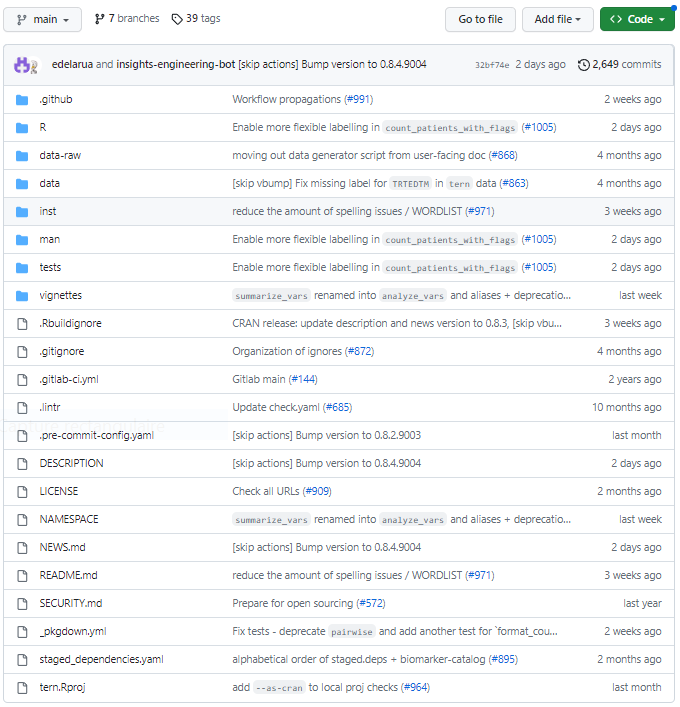 main 7 branches 39 tags Go to file Add file <> Code
edelarua and insights-engineering-bot [skip actions] Bump version to 0.8.4.9004 32bf74e 2 days ago 2,649 commits
.github Workflow propagations (#991) 2 weeks ago
R Enable more flexible labelling in count_patients_with_flags (#1005) 2 days ago
data-raw moving out data generator script from user-facing doc (#868) 4 months ago
data [skip vbump] Fix missing label for TRTEDTM in tern data (#863) 4 months ago
inst reduce the amount of spelling issues / WORDLIST (#971) 3 weeks ago
man Enable more flexible labelling in count_patients_with_flags (#1005) 2 days ago
tests Enable more flexible labelling in count_patients_with_flags (#1005) 2 days ago
vignettes summarize_vars renamed into analyze_vars and aliases + deprecatio... last week
.Rbuildignore CRAN release: update description and news version to 0.8.3, [skip vbu... 3 weeks ago
.gitignore Organization of ignores (#872) 4 months ago
.gitlab-ci.yml Gitlab main (#144) 2 years ago
.lintr Update check.yaml (#685) 10 months ago
.pre-commit-config.yaml [skip actions] Bump version to 0.8.2.9003 last month
DESCRIPTION [skip actions] Bump version to 0.8.4.9004 2 days ago
LICENSE Check all URLs (#909) 2 months ago
NAMESPACE summarize_vars renamed into analyze_vars and aliases + deprecatio... last week
NEWS.md [skip actions] Bump version to 0.8.4.9004 2 days ago
README.md reduce the amount of spelling issues / WORDLIST (#971) 3 weeks ago
SECURITY.md Prepare for open sourcing (#572) last year
_pkgdown.yml Fix tests - deprecate pairwise and add another test for `format_cou... 2 weeks ago
staged_dependencies.yaml alphabetical order of staged.deps + biomarker-catalog (#895) 2 months ago
tern.Rproj add --as-cran to local proj checks (#964) last month